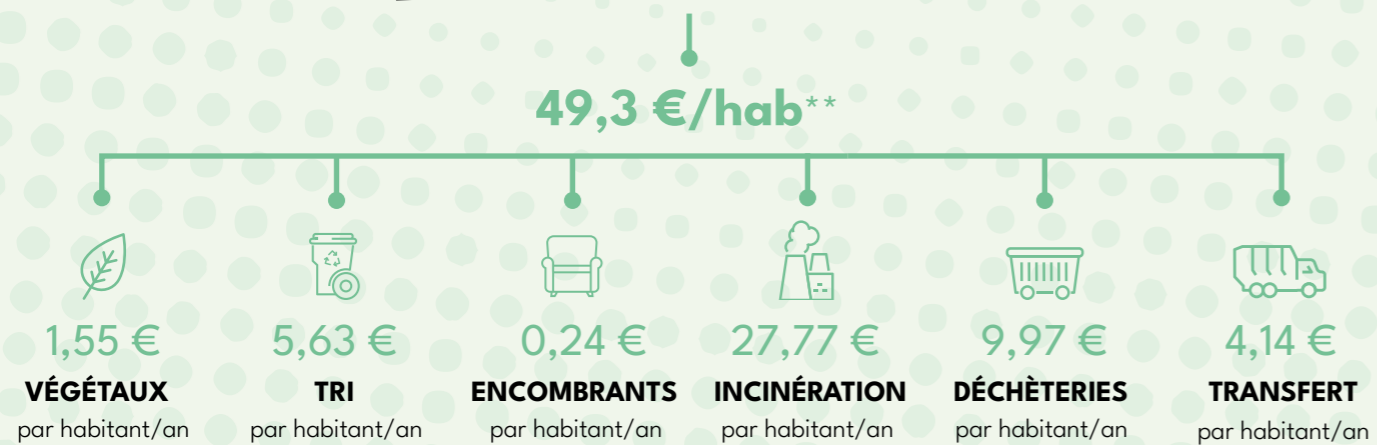 49,3 €/hab**
1,55 €
VÉGÉTAUX
par habitant/an
5,63 €
TRI
par habitant/an
0,24 €
ENCOMBRANTS
par habitant/an
27,77 €
INCINÉRATION
par habitant/an
9,97 €
DÉCHÈTERIES
par habitant/an
4,14 €
TRANSFERT
par habitant/an